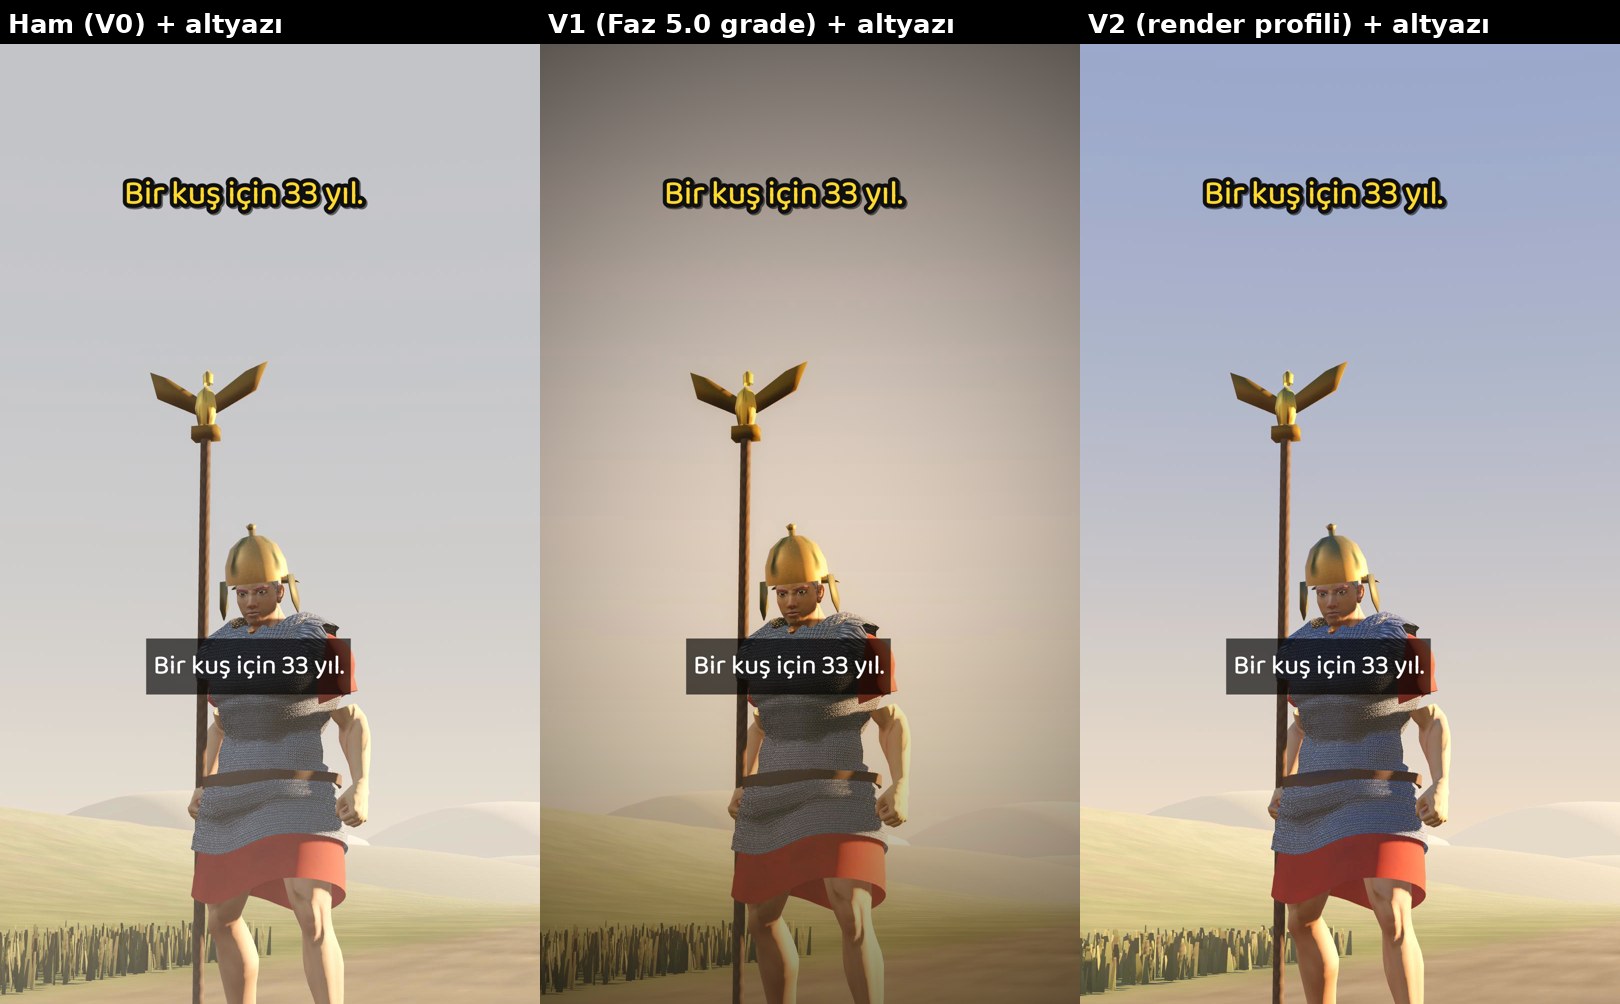 Ham (V0) + altyazı
V1 (Faz 5.0 grade) + altyazı
V2 (render profili) + altyazı
Bir kuş için 33 yıl.
Bir kuş için 33 yıl.
Bir kuş için 33 yıl.
Bir kuş için 33 yıl.
Bir kuş için 33 yıl.
Bir kuş için 33 yıl.